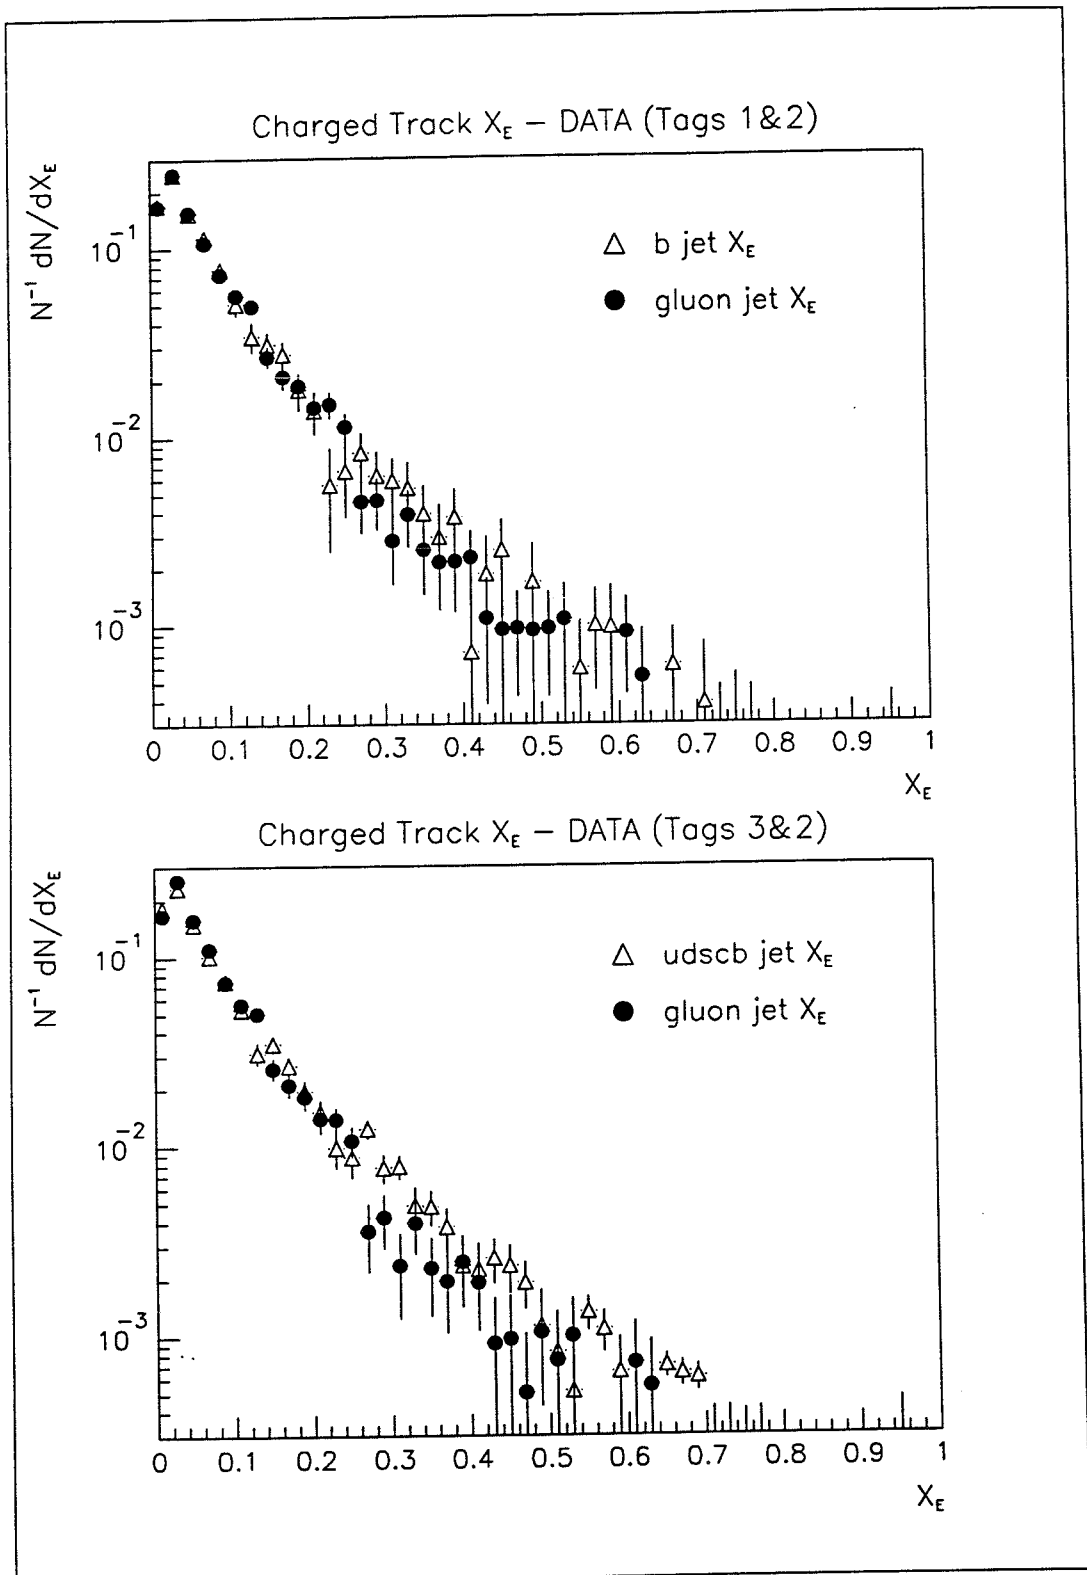 Charged Track X_E – DATA (Tags 1&2)
N^{-1} dN/dX_E
10^{-1}
10^{-2}
10^{-3}
△ b jet X_E
● gluon jet X_E
0 0.1 0.2 0.3 0.4 0.5 0.6 0.7 0.8 0.9 1
X_E
Charged Track X_E – DATA (Tags 3&2)
N^{-1} dN/dX_E
10^{-1}
10^{-2}
10^{-3}
△ udscb jet X_E
● gluon jet X_E
0 0.1 0.2 0.3 0.4 0.5 0.6 0.7 0.8 0.9 1
X_E